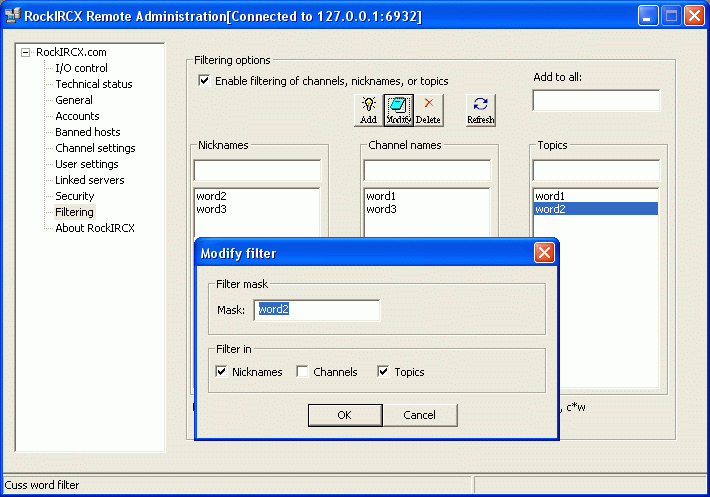 RockIRCX Remote Administration[Connected to 127.0.0.1:6932]
RockIRCX.com
I/O control
Technical status
General
Accounts
Banned hosts
Channel settings
User settings
Linked servers
Security
Filtering
About RockIRCX
Filtering options
Enable filtering of channels, nicknames, or topics
Add to all:
Add
Modify
Delete
Refresh
Nicknames
Channel names
Topics
word2
word3
word1
word3
word1
word2
Modify filter
Filter mask
Mask: word2
Filter in
Nicknames
Channels
Topics
OK
Cancel
, c*w
Cuss word filter